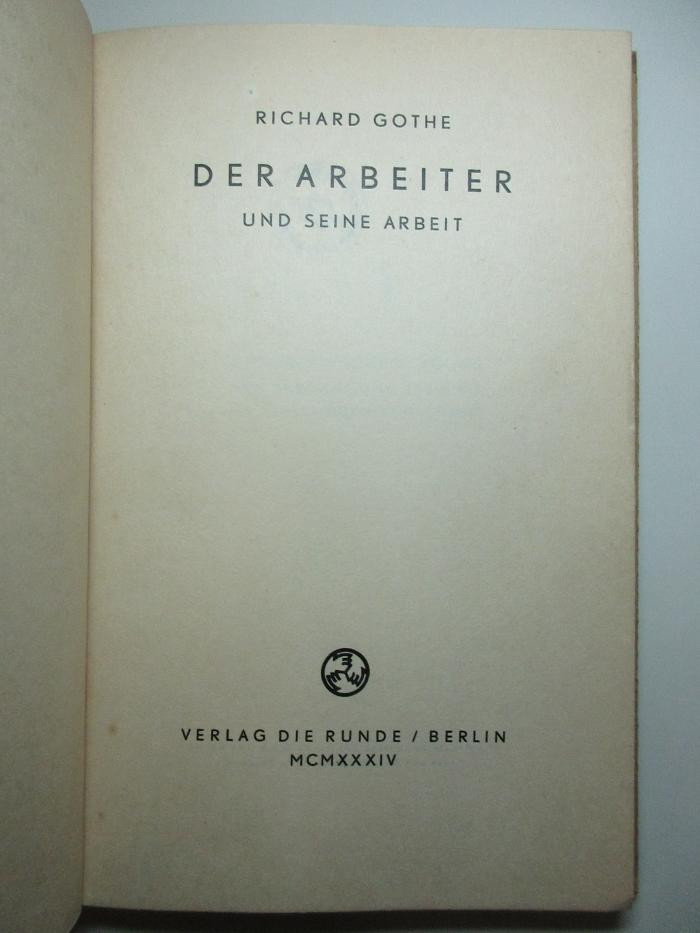 RICHARD GOTHE
DER ARBEITER
UND SEINE ARBEIT
VERLAG DIE RUNDE / BERLIN
MCMXXXIV